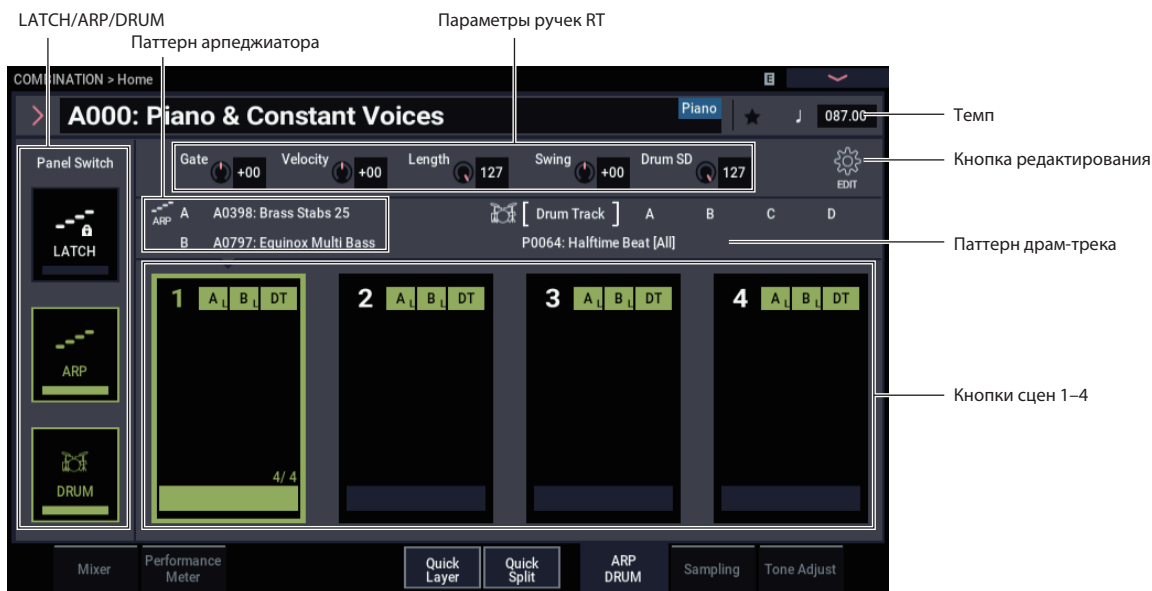 LATCH/ARP/DRUM
Параметры ручек RT
Паттерн арпеджиатора
COMBINATION > Home
E
A000: Piano & Constant Voices
Piano
♩ 087.00
Темп
Panel Switch
Gate +00 Velocity +00 Length 127 Swing +00 Drum SD 127
EDIT
Кнопка редактирования
ARP A A0398: Brass Stabs 25
[ Drum Track ] A B C D
B A0797: Equinox Multi Bass
P0064: Halftime Beat [All]
Паттерн драм-трека
LATCH
1 A L B L DT
2 A L B L DT
3 A L B L DT
4 A L B L DT
ARP
Кнопки сцен 1–4
DRUM
4/ 4
Mixer
Performance Meter
Quick Layer
Quick Split
ARP DRUM
Sampling
Tone Adjust